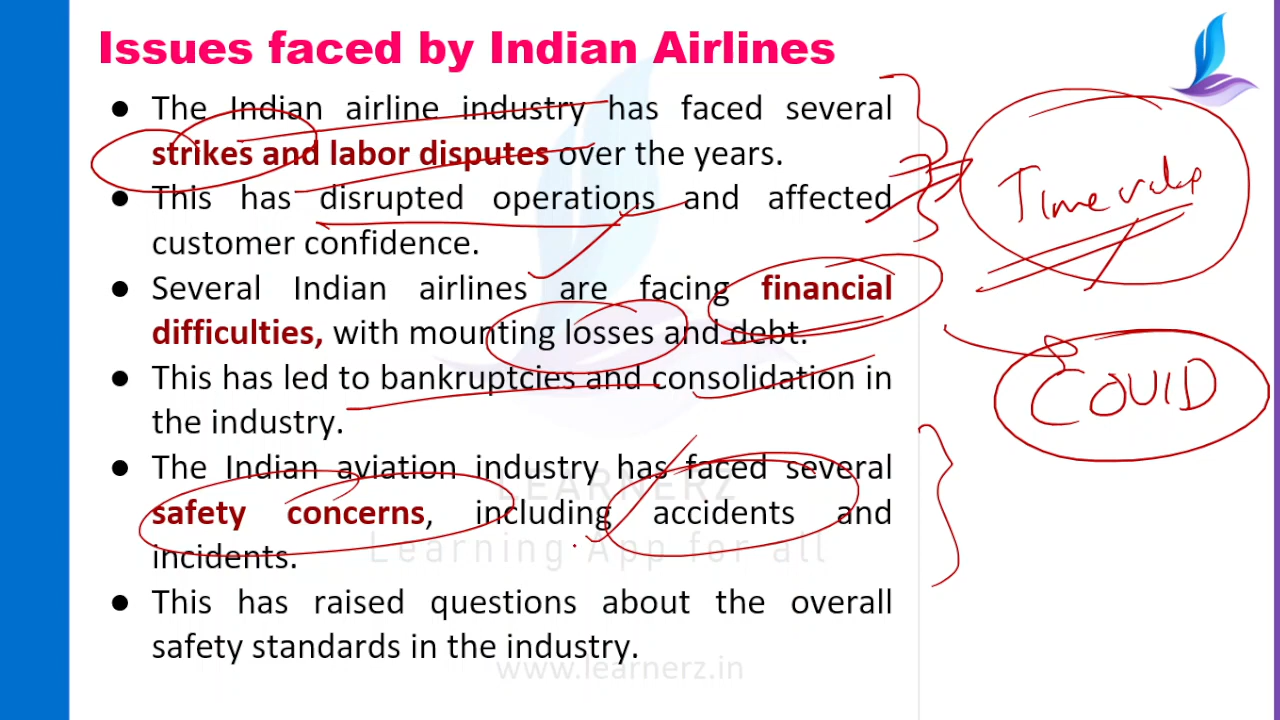 Issues faced by Indian Airlines
● The Indian airline industry has faced several
strikes and labor disputes over the years.
● This has disrupted operations and affected
customer confidence.
● Several Indian airlines are facing financial
difficulties, with mounting losses and debt.
● This has led to bankruptcies and consolidation in
the industry.
● The Indian aviation industry has faced several
safety concerns, including accidents and
incidents.
● This has raised questions about the overall
safety standards in the industry.
Time
COVID
LEARNERZ
Learning App for all
www.learnerz.in